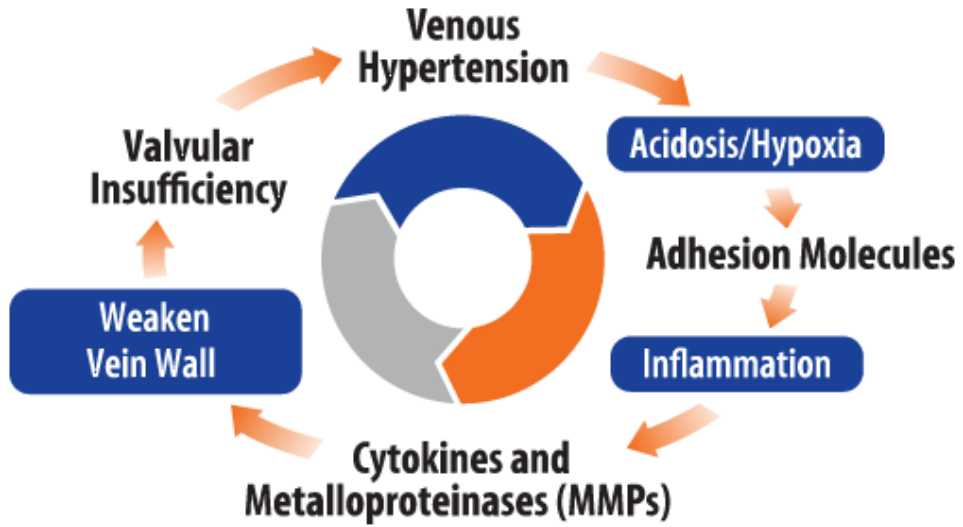 Venous
Hypertension
Acidosis/Hypoxia
Adhesion Molecules
Inflammation
Cytokines and
Metalloproteinases (MMPs)
Weaken
Vein Wall
Valvular
Insufficiency